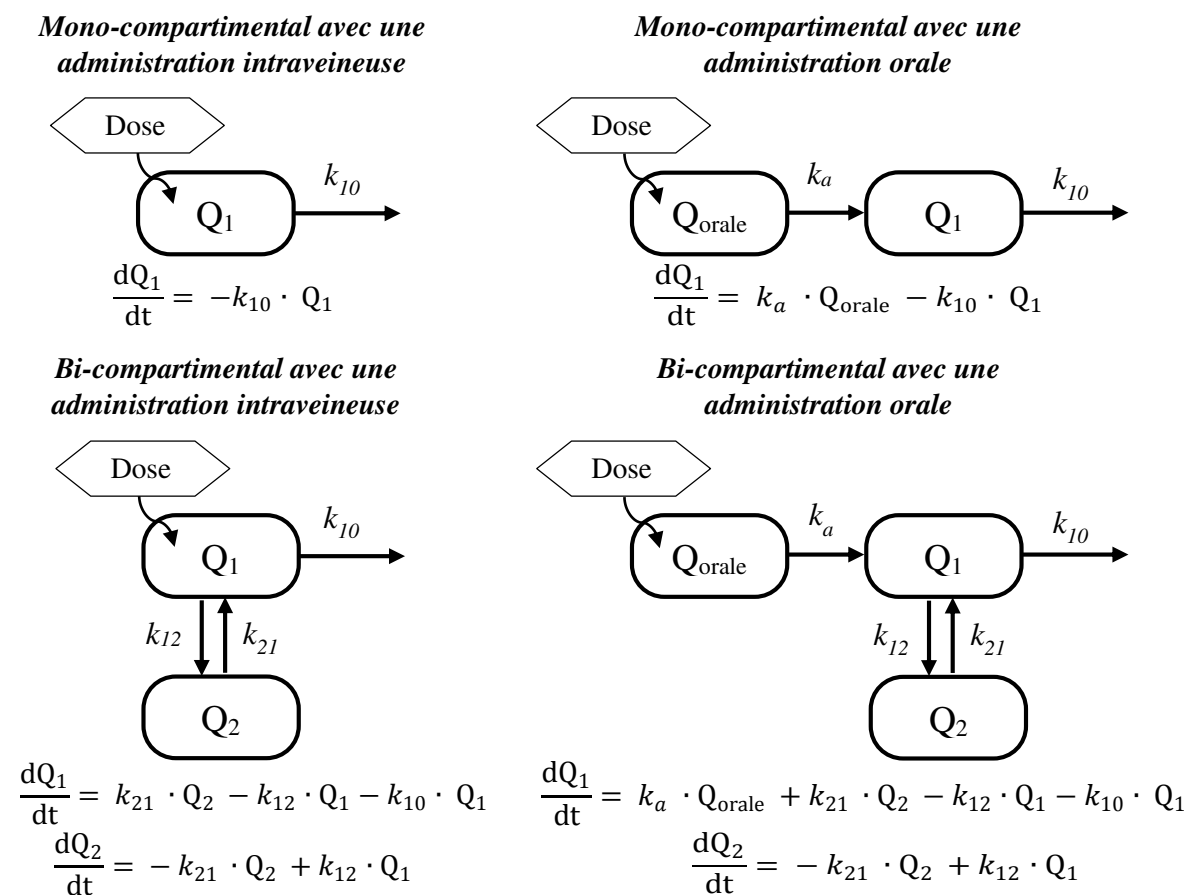 Mono-compartimental avec une
administration intraveineuse
Dose
k10
Q1
dQ1/dt = −k10 · Q1
Mono-compartimental avec une
administration orale
Dose
ka
k10
Qorale
Q1
dQ1/dt = ka · Qorale − k10 · Q1
Bi-compartimental avec une
administration intraveineuse
Dose
k10
Q1
k12
k21
Q2
dQ1/dt = k21 · Q2 − k12 · Q1 − k10 · Q1
dQ2/dt = − k21 · Q2 + k12 · Q1
Bi-compartimental avec une
administration orale
Dose
ka
k10
Qorale
Q1
k12
k21
Q2
dQ1/dt = ka · Qorale + k21 · Q2 − k12 · Q1 − k10 · Q1
dQ2/dt = − k21 · Q2 + k12 · Q1